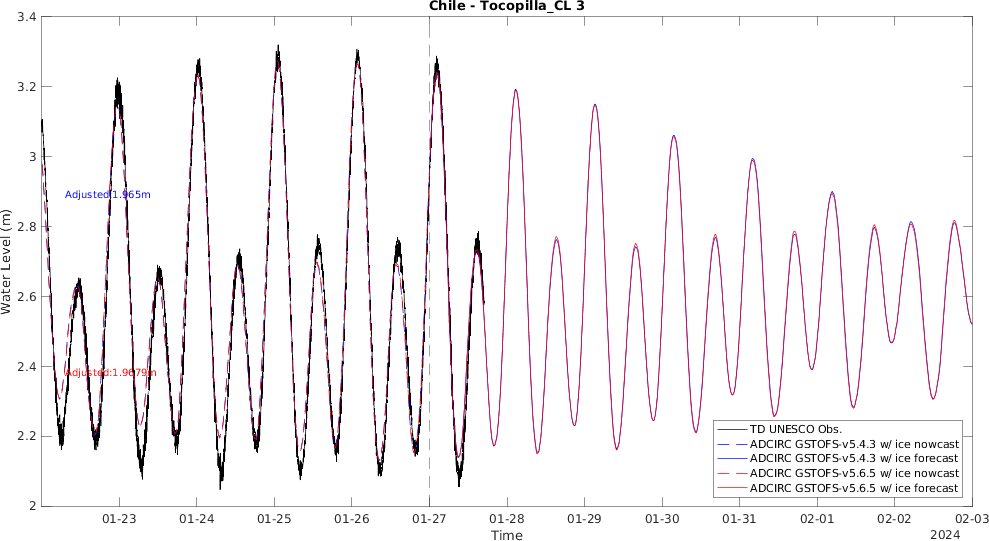 Chile - Tocopilla_CL 3
3.4
3.2
3
2.8
2.6
2.4
2.2
2
Water Level (m)
Adjusted:1.965m
Adjusted:1.9679m
TD UNESCO Obs.
ADCIRC GSTOFS-v5.4.3 w/ ice nowcast
ADCIRC GSTOFS-v5.4.3 w/ ice forecast
ADCIRC GSTOFS-v5.6.5 w/ ice nowcast
ADCIRC GSTOFS-v5.6.5 w/ ice forecast
01-23 01-24 01-25 01-26 01-27 01-28 01-29 01-30 01-31 02-01 02-02 02-03
Time
2024